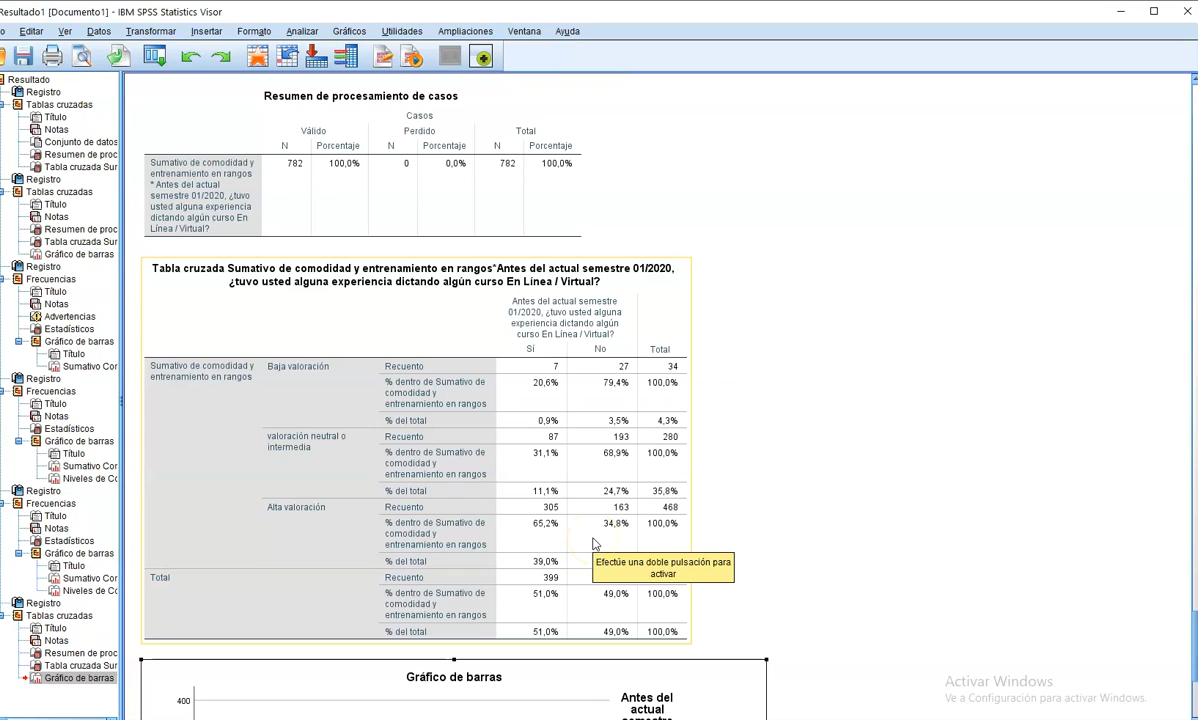 Resultado1 [Documento1] - IBM SPSS Statistics Visor
o Editar Ver Datos Transformar Insertar Formato Analizar Gráficos Utilidades Ampliaciones Ventana Ayuda
Resultado
Registro
Tablas cruzadas
Título
Notas
Conjunto de datos
Resumen de proc
Tabla cruzada Sur
Registro
Tablas cruzadas
Título
Notas
Resumen de proc
Tabla cruzada Sur
Gráfico de barras
Registro
Frecuencias
Título
Notas
Advertencias
Estadísticos
Gráfico de barras
Título
Sumativo Cor
Registro
Frecuencias
Título
Notas
Estadísticos
Gráfico de barras
Título
Sumativo Cor
Niveles de Cc
Registro
Frecuencias
Título
Notas
Estadísticos
Gráfico de barras
Título
Sumativo Cor
Niveles de Cc
Registro
Tablas cruzadas
Título
Notas
Resumen de proc
Tabla cruzada Sur
Gráfico de barras
Resumen de procesamiento de casos
Casos
Válido Perdido Total
N Porcentaje N Porcentaje N Porcentaje
Sumativo de comodidad y 782 100,0% 0 0,0% 782 100,0%
entrenamiento en rangos
* Antes del actual
semestre 01/2020, ¿tuvo
usted alguna experiencia
dictando algún curso En
Línea / Virtual?
Tabla cruzada Sumativo de comodidad y entrenamiento en rangos*Antes del actual semestre 01/2020,
¿tuvo usted alguna experiencia dictando algún curso En Línea / Virtual?
Antes del actual semestre
01/2020, ¿tuvo usted alguna
experiencia dictando algún
curso En Línea / Virtual?
Sí No Total
Sumativo de comodidad y Baja valoración Recuento 7 27 34
entrenamiento en rangos
% dentro de Sumativo de 20,6% 79,4% 100,0%
comodidad y
entrenamiento en rangos
% del total 0,9% 3,5% 4,3%
valoración neutral o Recuento 87 193 280
intermedia
% dentro de Sumativo de 31,1% 68,9% 100,0%
comodidad y
entrenamiento en rangos
% del total 11,1% 24,7% 35,8%
Alta valoración Recuento 305 163 468
% dentro de Sumativo de 65,2% 34,8% 100,0%
comodidad y
entrenamiento en rangos
% del total 39,0%
Efectúe una doble pulsación para
activar
Total Recuento 399
% dentro de Sumativo de 51,0% 49,0% 100,0%
comodidad y
entrenamiento en rangos
% del total 51,0% 49,0% 100,0%
Gráfico de barras
400
Antes del
actual
semestre
Activar Windows
Ve a Configuración para activar Windows.